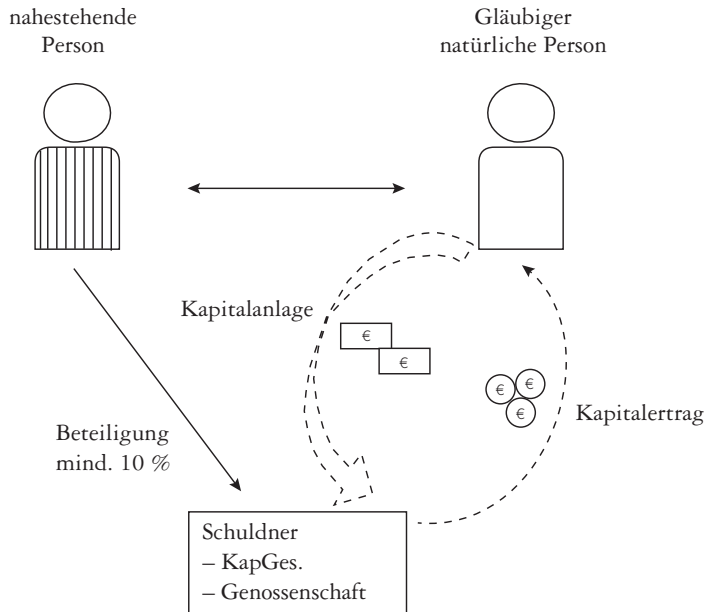 nahestehende
Person
Gläubiger
natürliche Person
Kapitalanlage
€
€
€
€
€
Kapitalertrag
Beteiligung
mind. 10 %
Schuldner
– KapGes.
– Genossenschaft